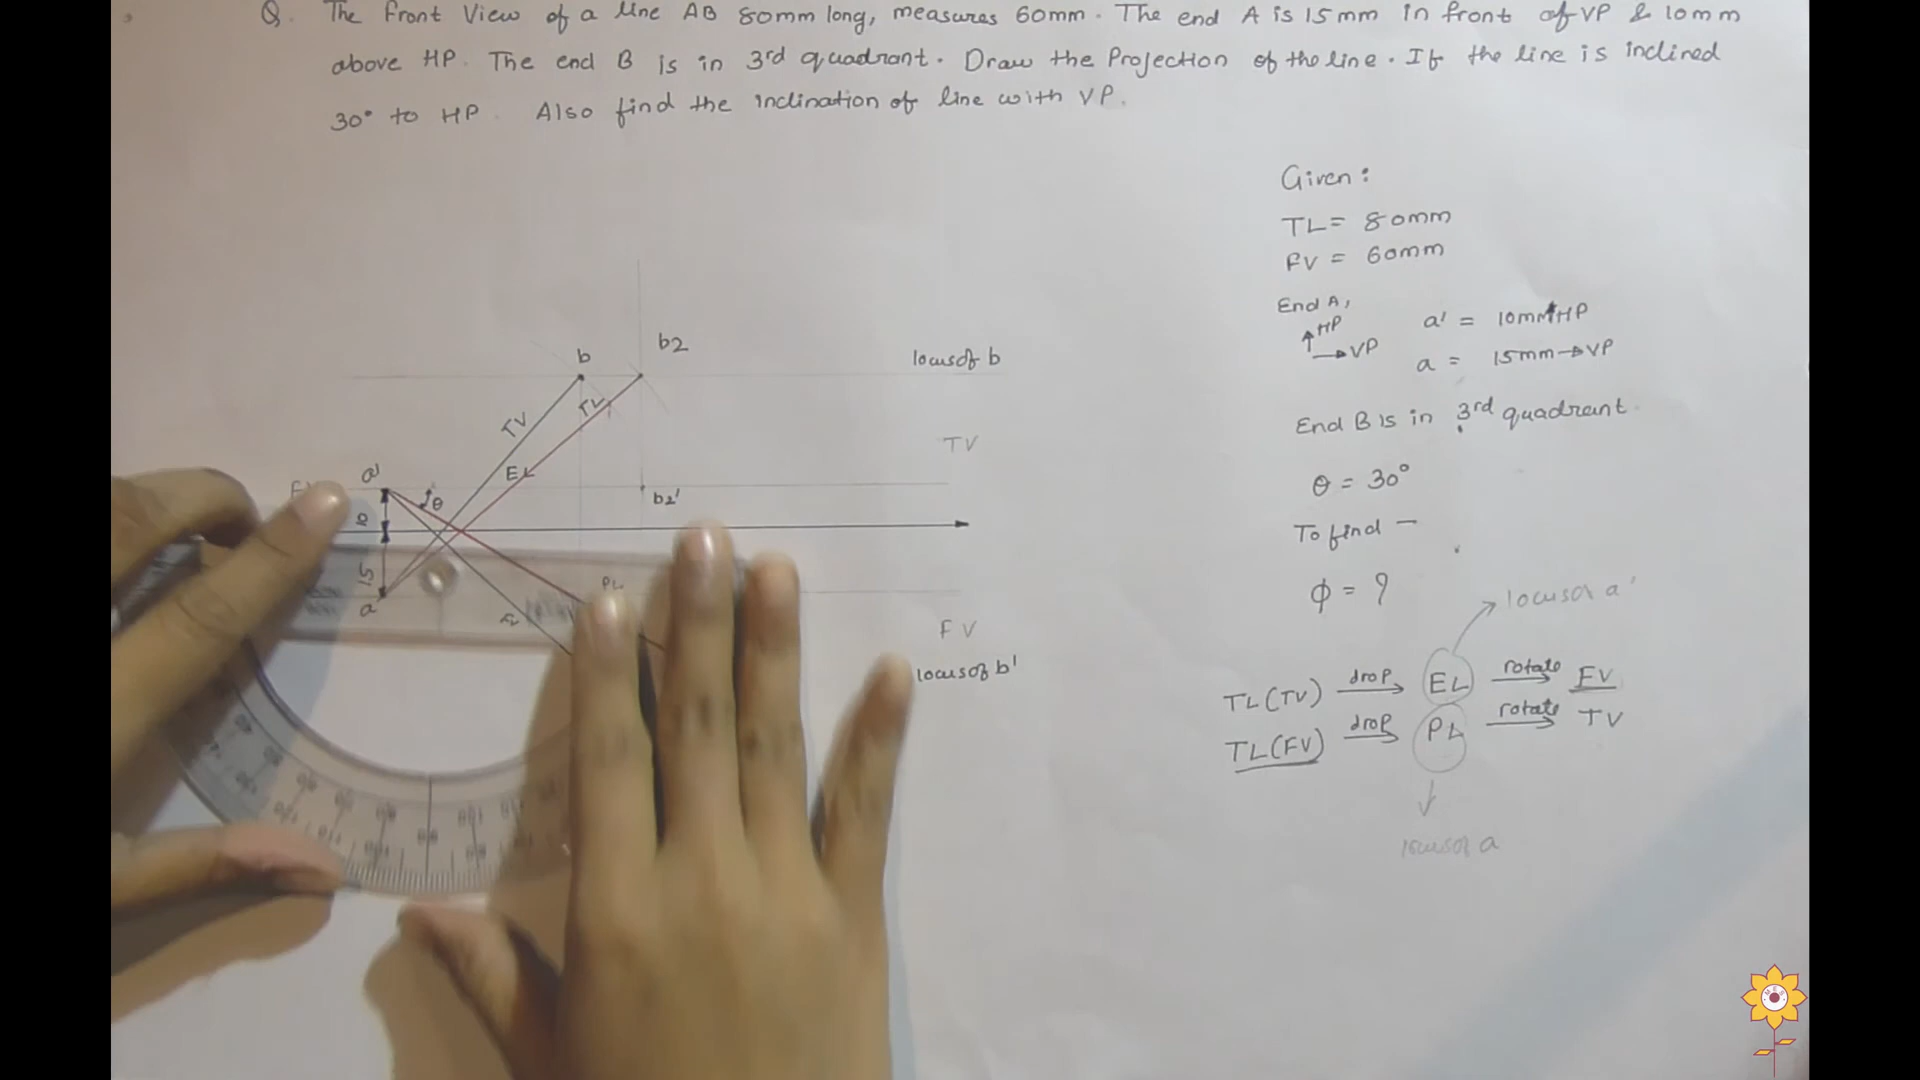 Q. The Front View of a line AB 80mm long, measures 60mm. The end A is 15mm in front of VP & 10mm
above HP. The end B is in 3rd quadrant. Draw the Projection of the line. If the line is inclined
30° to HP. Also find the inclination of line with VP.
Given:
TL= 80mm
FV = 60mm
End A,
↑HP
→VP
a' = 10mm↑HP
a = 15mm→VP
End B is in 3rd quadrant.
θ = 30°
To find -
Φ = ?
locus of a'
TL(TV) drop→ EL rotate→ FV
TL(FV) drop→ PL rotate→ TV
locus of a
b
b2
locus of b
TV
TL
TV
a'
EL
θ
b2'
10
15
a
PL
FV
locus of b'